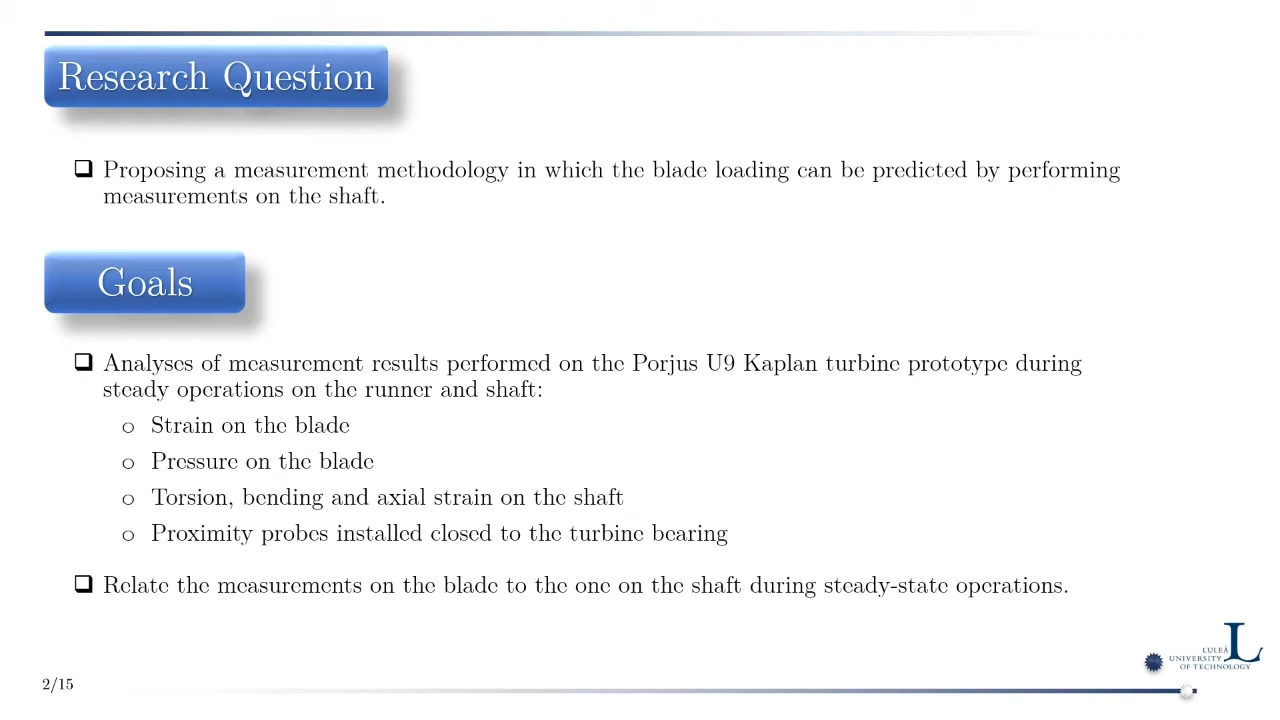 Research Question
❑ Proposing a measurement methodology in which the blade loading can be predicted by performing
measurements on the shaft.
Goals
❑ Analyses of measurement results performed on the Porjus U9 Kaplan turbine prototype during
steady operations on the runner and shaft:
○ Strain on the blade
○ Pressure on the blade
○ Torsion, bending and axial strain on the shaft
○ Proximity probes installed closed to the turbine bearing
❑ Relate the measurements on the blade to the one on the shaft during steady-state operations.
L
LULEÅ
UNIVERSITY
OF TECHNOLOGY
2/15